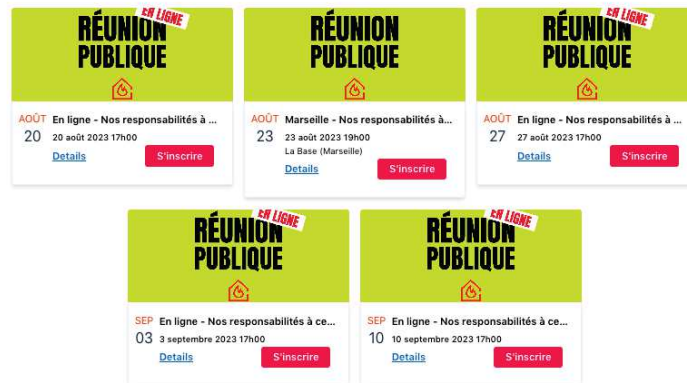 EN LIGNE
RÉUNION
PUBLIQUE
AOÛT
20
En ligne - Nos responsabilités à ...
20 août 2023 17h00
Details
S'inscrire
RÉUNION
PUBLIQUE
AOÛT
23
Marseille - Nos responsabilités à...
23 août 2023 19h00
La Base (Marseille)
Details
S'inscrire
EN LIGNE
RÉUNION
PUBLIQUE
AOÛT
27
En ligne - Nos responsabilités à ...
27 août 2023 17h00
Details
S'inscrire
EN LIGNE
RÉUNION
PUBLIQUE
SEP
03
En ligne - Nos responsabilités à ce...
3 septembre 2023 17h00
Details
S'inscrire
EN LIGNE
RÉUNION
PUBLIQUE
SEP
10
En ligne - Nos responsabilités à ce...
10 septembre 2023 17h00
Details
S'inscrire